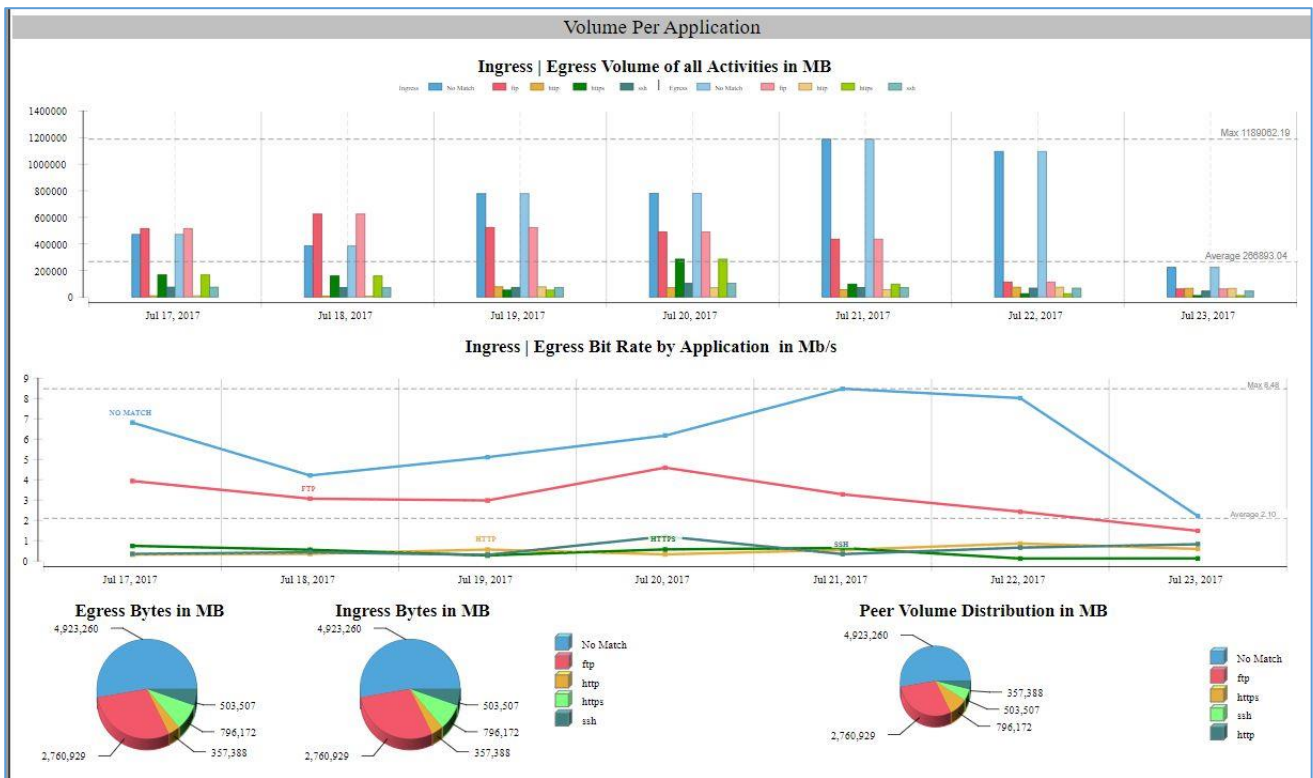 Volume Per Application
Ingress | Egress Volume of all Activities in MB
Ingress No Match ftp http https ssh | Egress No Match ftp http https ssh
1400000
1200000
1000000
800000
600000
400000
200000
0
Max 1189062.19
Average 266893.04
Jul 17, 2017 Jul 18, 2017 Jul 19, 2017 Jul 20, 2017 Jul 21, 2017 Jul 22, 2017 Jul 23, 2017
Ingress | Egress Bit Rate by Application in Mb/s
9
8
7
6
5
4
3
2
1
0
Max 8.48
NO MATCH
FTP
Average 2.10
HTTP
HTTPS
SSH
Jul 17, 2017 Jul 18, 2017 Jul 19, 2017 Jul 20, 2017 Jul 21, 2017 Jul 22, 2017 Jul 23, 2017
Egress Bytes in MB
4,923,260
503,507
796,172
357,388
2,760,929
Ingress Bytes in MB
4,923,260
503,507
796,172
357,388
2,760,929
No Match
ftp
http
https
ssh
Peer Volume Distribution in MB
4,923,260
357,388
503,507
796,172
2,760,929
No Match
ftp
https
ssh
http